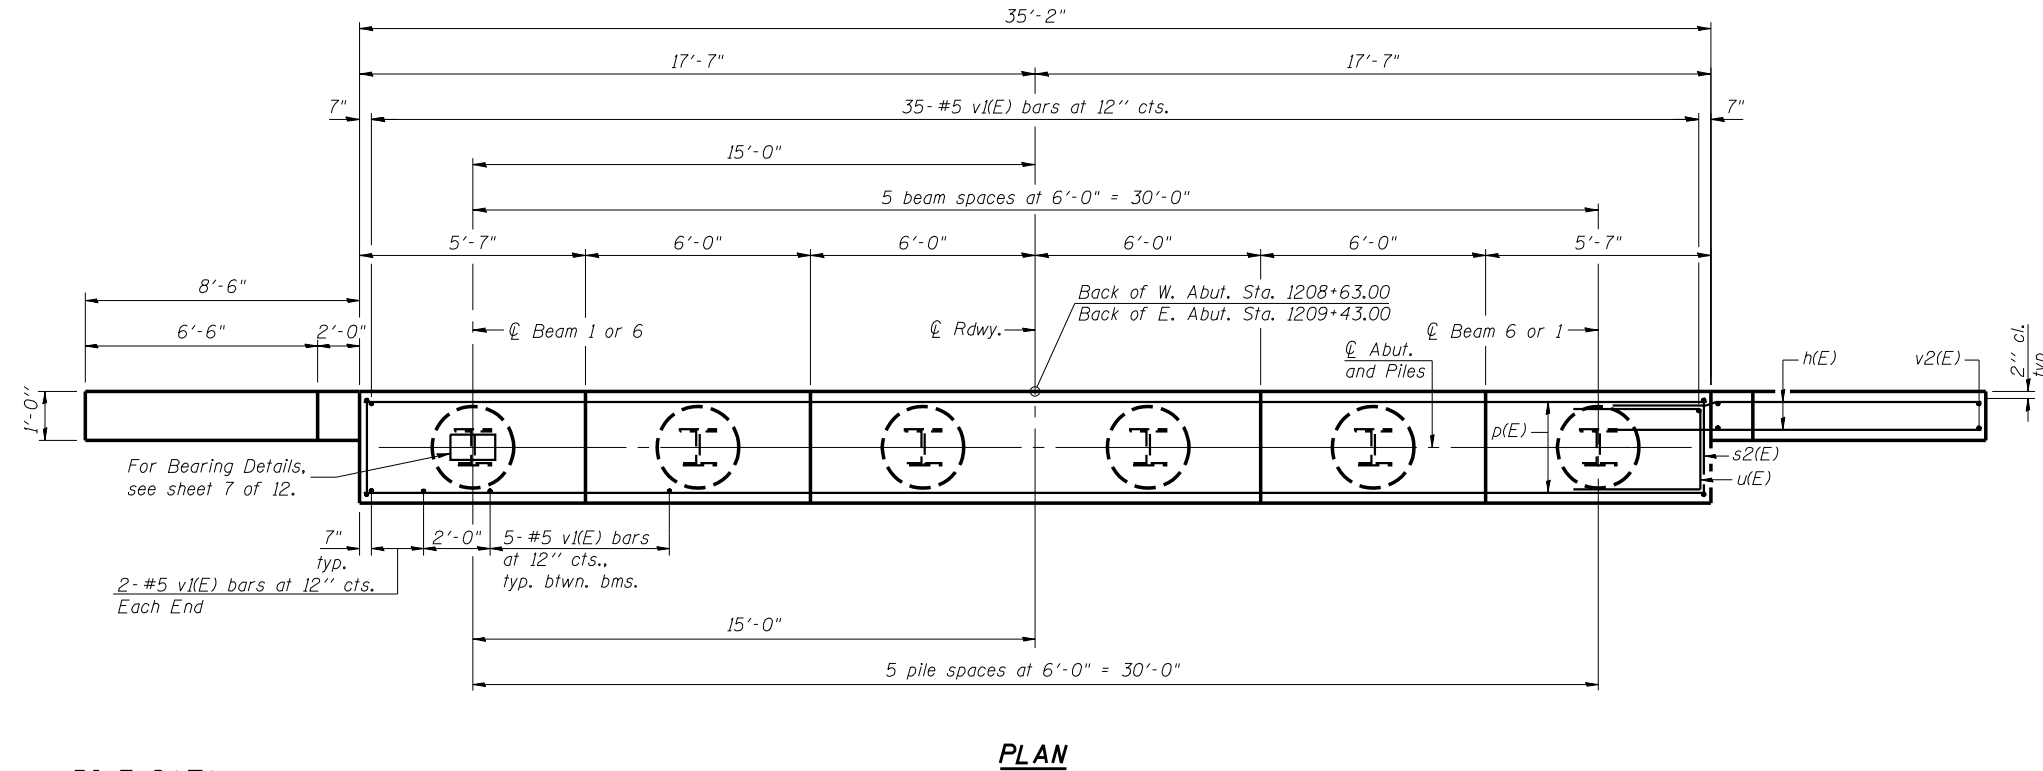 35'-2"
17'-7"
17'-7"
7"
35-#5 v1(E) bars at 12" cts.
7"
15'-0"
5 beam spaces at 6'-0" = 30'-0"
5'-7"
6'-0"
6'-0"
6'-0"
6'-0"
5'-7"
8'-6"
6'-6"
2'-0"
℄ Beam 1 or 6
℄ Rdwy.
Back of W. Abut. Sta. 1208+63.00
Back of E. Abut. Sta. 1209+43.00
℄ Beam 6 or 1
℄ Abut.
and Piles
h(E)
v2(E)
2" cl.
typ.
1'-0"
p(E)
s2(E)
u(E)
For Bearing Details,
see sheet 7 of 12.
7"
typ.
2'-0"
5-#5 v1(E) bars
at 12" cts.,
typ. btwn. bms.
2-#5 v1(E) bars at 12" cts.
Each End
15'-0"
5 pile spaces at 6'-0" = 30'-0"
PLAN